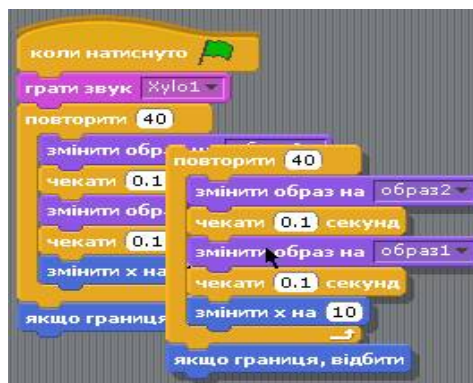 коли натиснуто
грати звук Xylo1
повторити 40
змінити обр
чекати 0.1
змінити обр
чекати 0.1
змінити х на
якщо границя
повторити 40
змінити образ на образ2
чекати 0.1 секунд
змінити образ на образ1
чекати 0.1 секунд
змінити х на 10
якщо границя, відбити